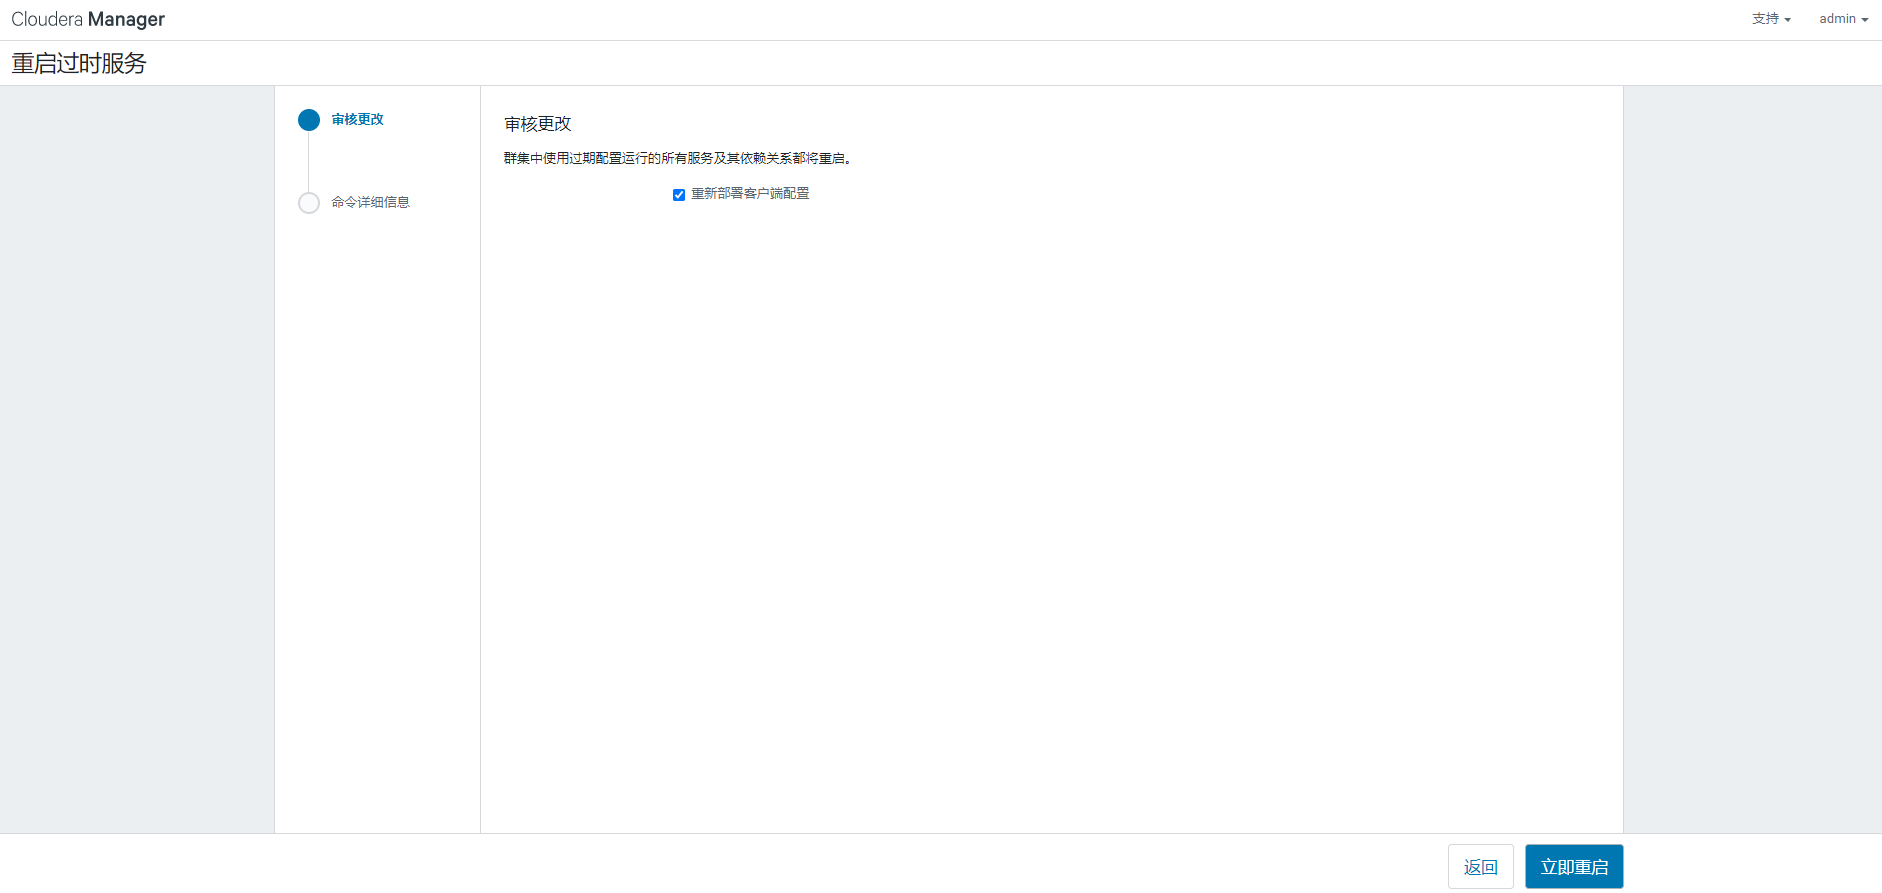 Cloudera Manager
支持
admin
重启过时服务
审核更改
命令详细信息
审核更改
群集中使用过期配置运行的所有服务及其依赖关系都将重启。
重新部署客户端配置
返回
立即重启